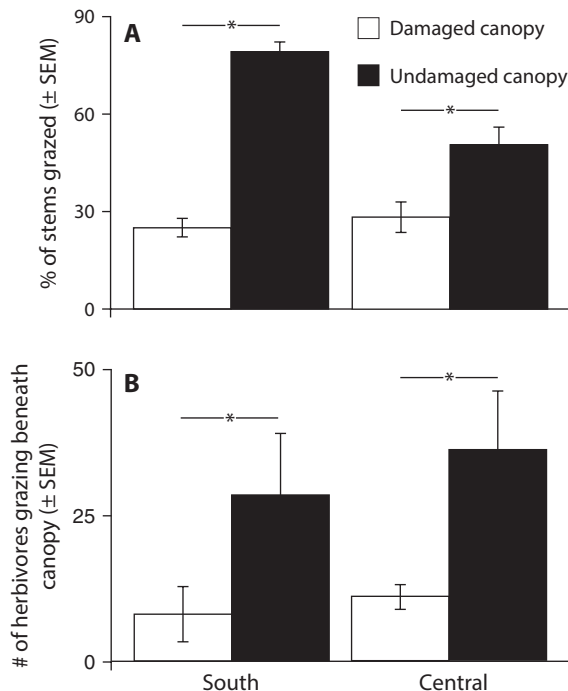 A
Damaged canopy
Undamaged canopy
% of stems grazed (± SEM)
90
60
30
0
*
*
B
# of herbivores grazing beneath
canopy (± SEM)
50
25
0
*
*
South
Central